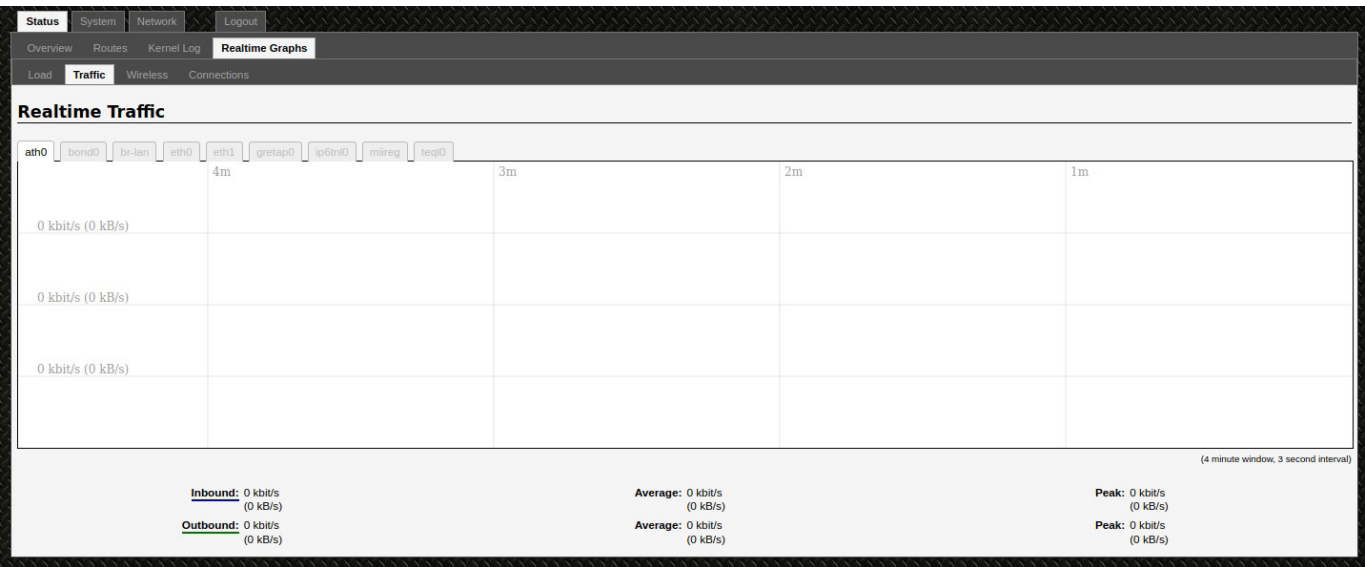 Status System Network Logout
Overview Routes Kernel Log Realtime Graphs
Load Traffic Wireless Connections
Realtime Traffic
ath0 bond0 br-lan eth0 eth1 gretap0 ip6tnl0 miireg teql0
4m 3m 2m 1m
0 kbit/s (0 kB/s)
0 kbit/s (0 kB/s)
0 kbit/s (0 kB/s)
(4 minute window, 3 second interval)
Inbound: 0 kbit/s Average: 0 kbit/s Peak: 0 kbit/s
(0 kB/s) (0 kB/s) (0 kB/s)
Outbound: 0 kbit/s Average: 0 kbit/s Peak: 0 kbit/s
(0 kB/s) (0 kB/s) (0 kB/s)